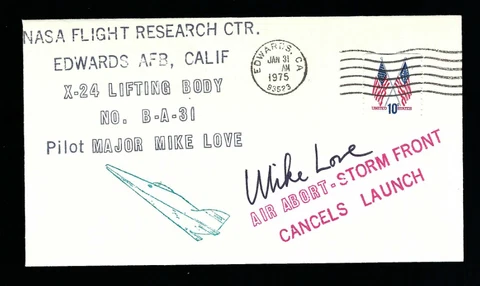 NASA FLIGHT RESEARCH CTR.
EDWARDS AFB, CALIF
X-24 LIFTING BODY
NO. B-A-31
Pilot MAJOR MIKE LOVE
EDWARDS, CA
JAN 31
AM
1975
93523
UNITED STATES
10¢
Mike Love
AIR ABORT-STORM FRONT
CANCELS LAUNCH